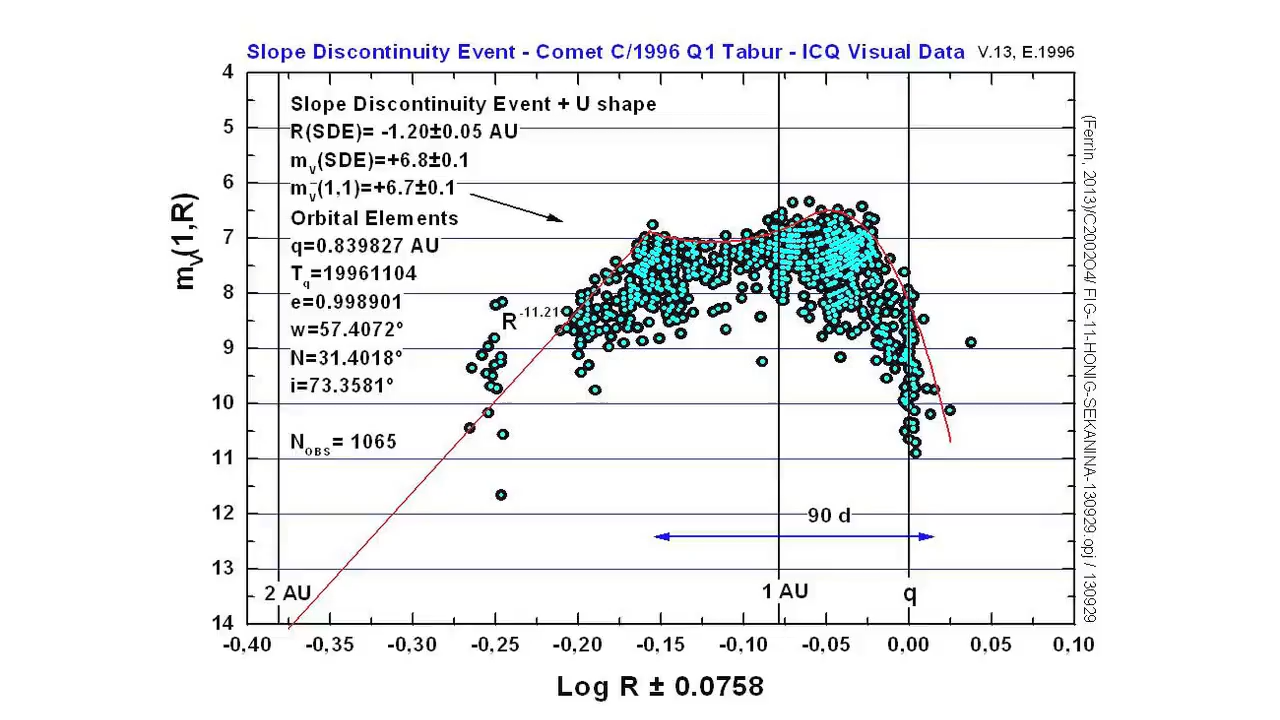 Slope Discontinuity Event - Comet C/1996 Q1 Tabur - ICQ Visual Data V.13, E.1996
4
5
6
7
8
9
10
11
12
13
14
mV(1,R)
Slope Discontinuity Event + U shape
R(SDE)= -1.20±0.05 AU
mV(SDE)=+6.8±0.1
mV(1,1)=+6.7±0.1
Orbital Elements
q=0.839827 AU
Tq=19961104
e=0.998901
w=57.4072º
N=31.4018º
i=73.3581º
NOBS= 1065
R-11.21
90 d
2 AU
1 AU
q
-0,40 -0,35 -0,30 -0,25 -0,20 -0,15 -0,10 -0,05 0,00 0,05 0,10
Log R ± 0.0758
(Ferrin, 2013)/C2002O4/ FIG-11-HONIG-SEKANINA-130929.opj / 130929